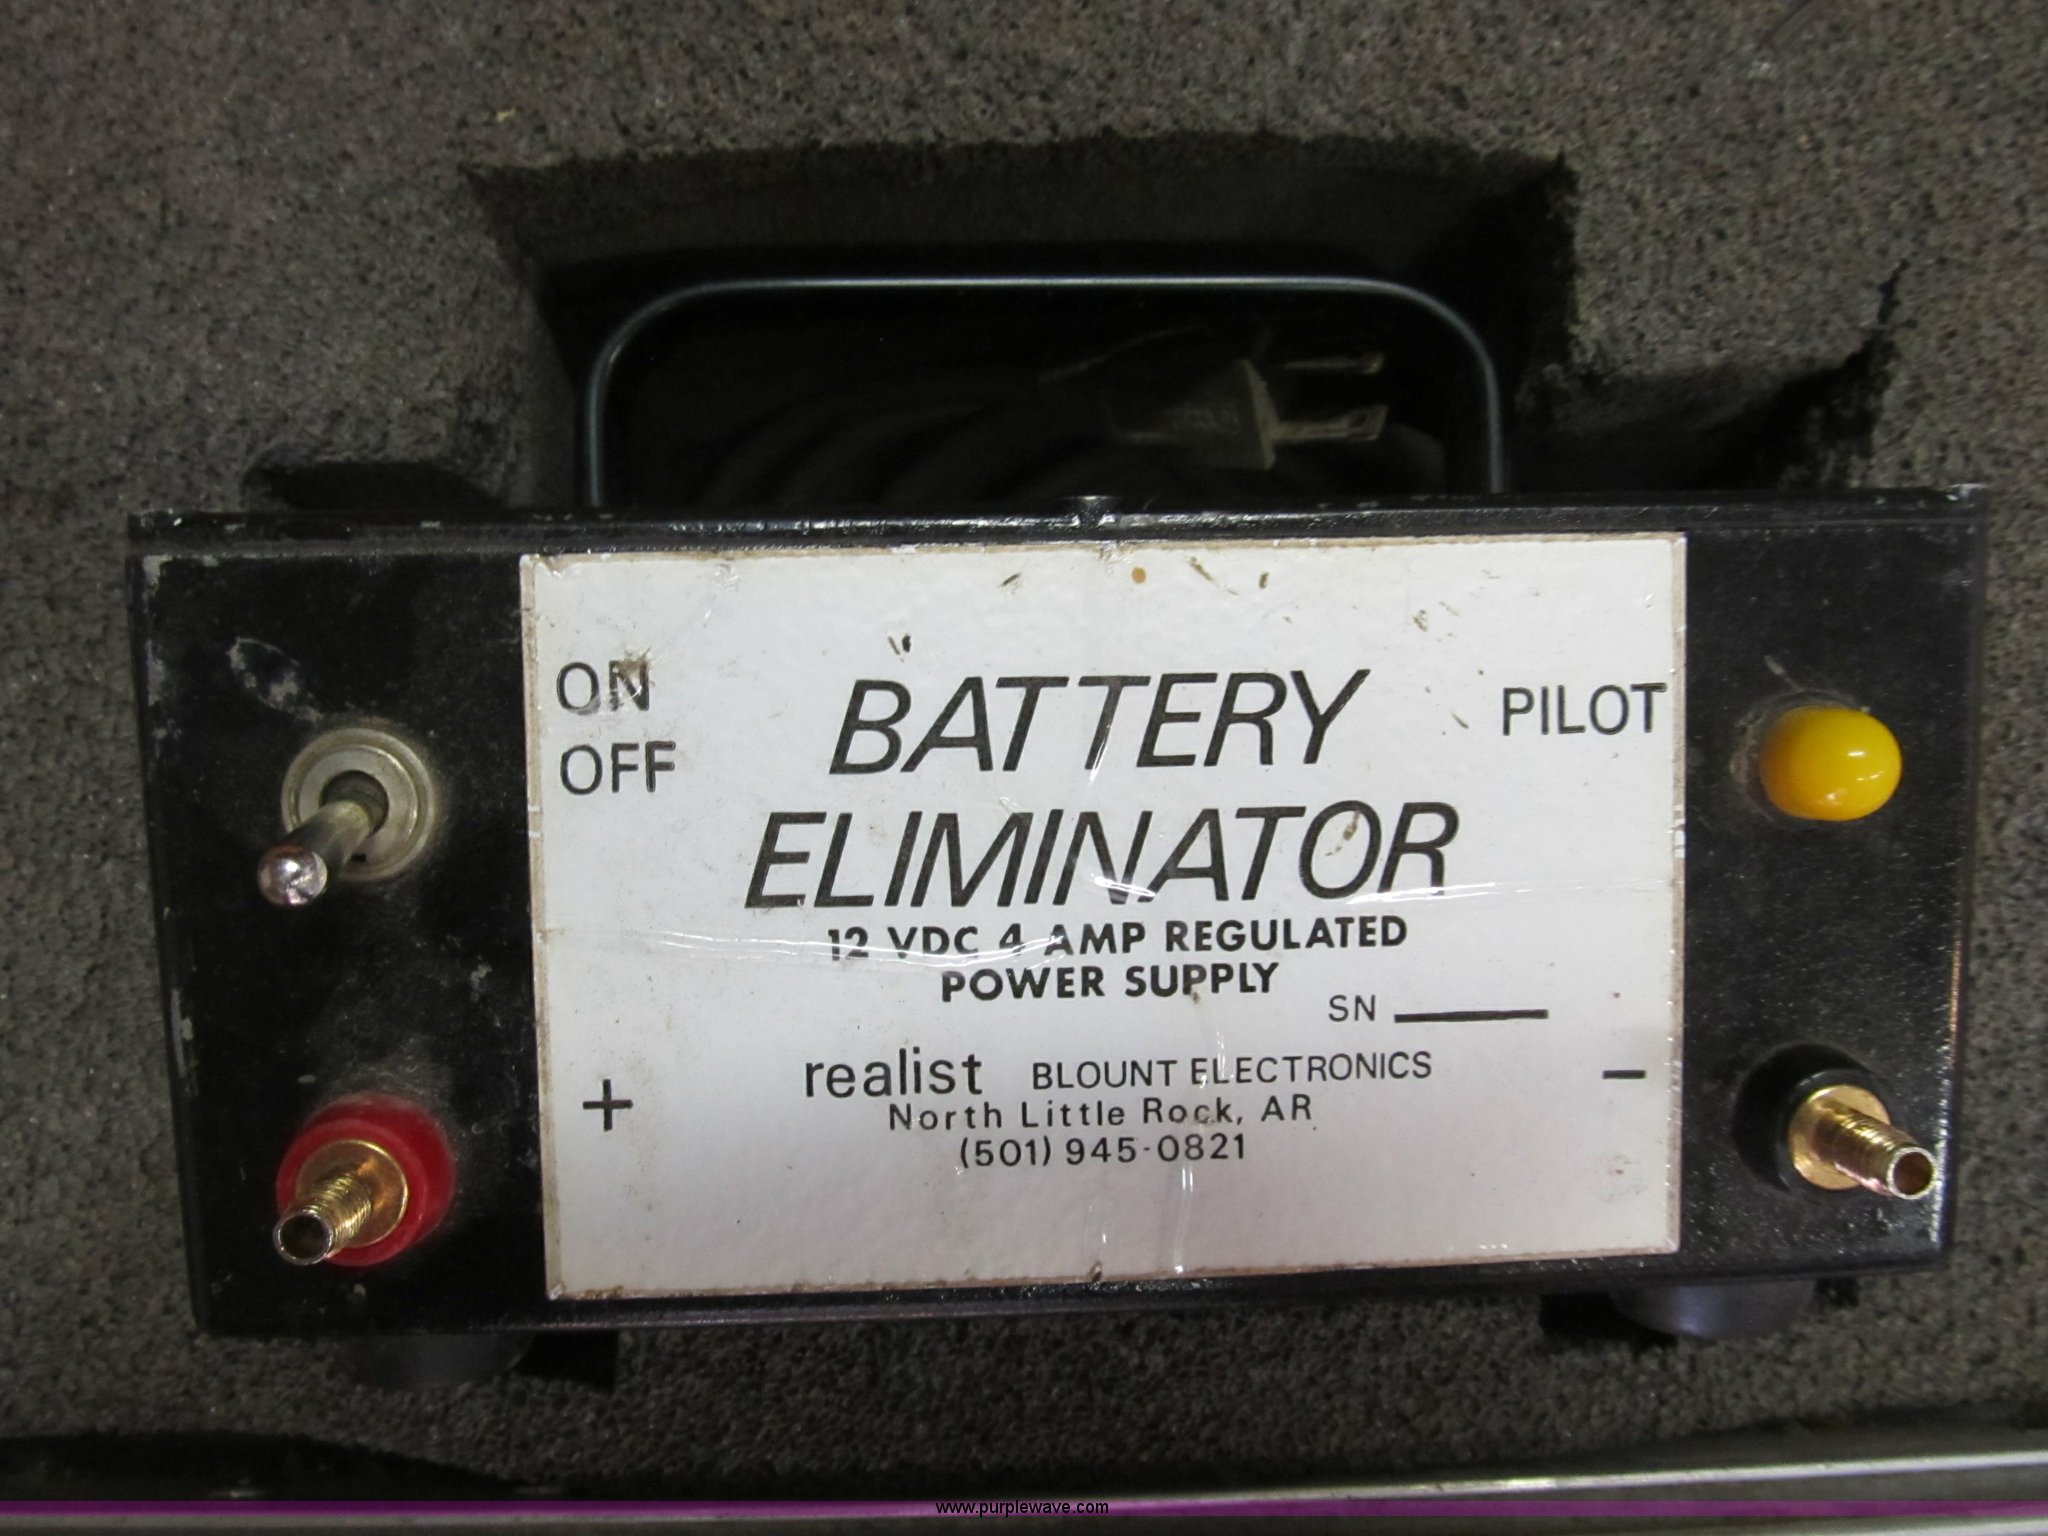 ON
OFF
BATTERY
ELIMINATOR
PILOT
12 VDC 4 AMP REGULATED
POWER SUPPLY
SN
+
realist BLOUNT ELECTRONICS
-
North Little Rock, AR
(501) 945-0821
www.purplewave.com